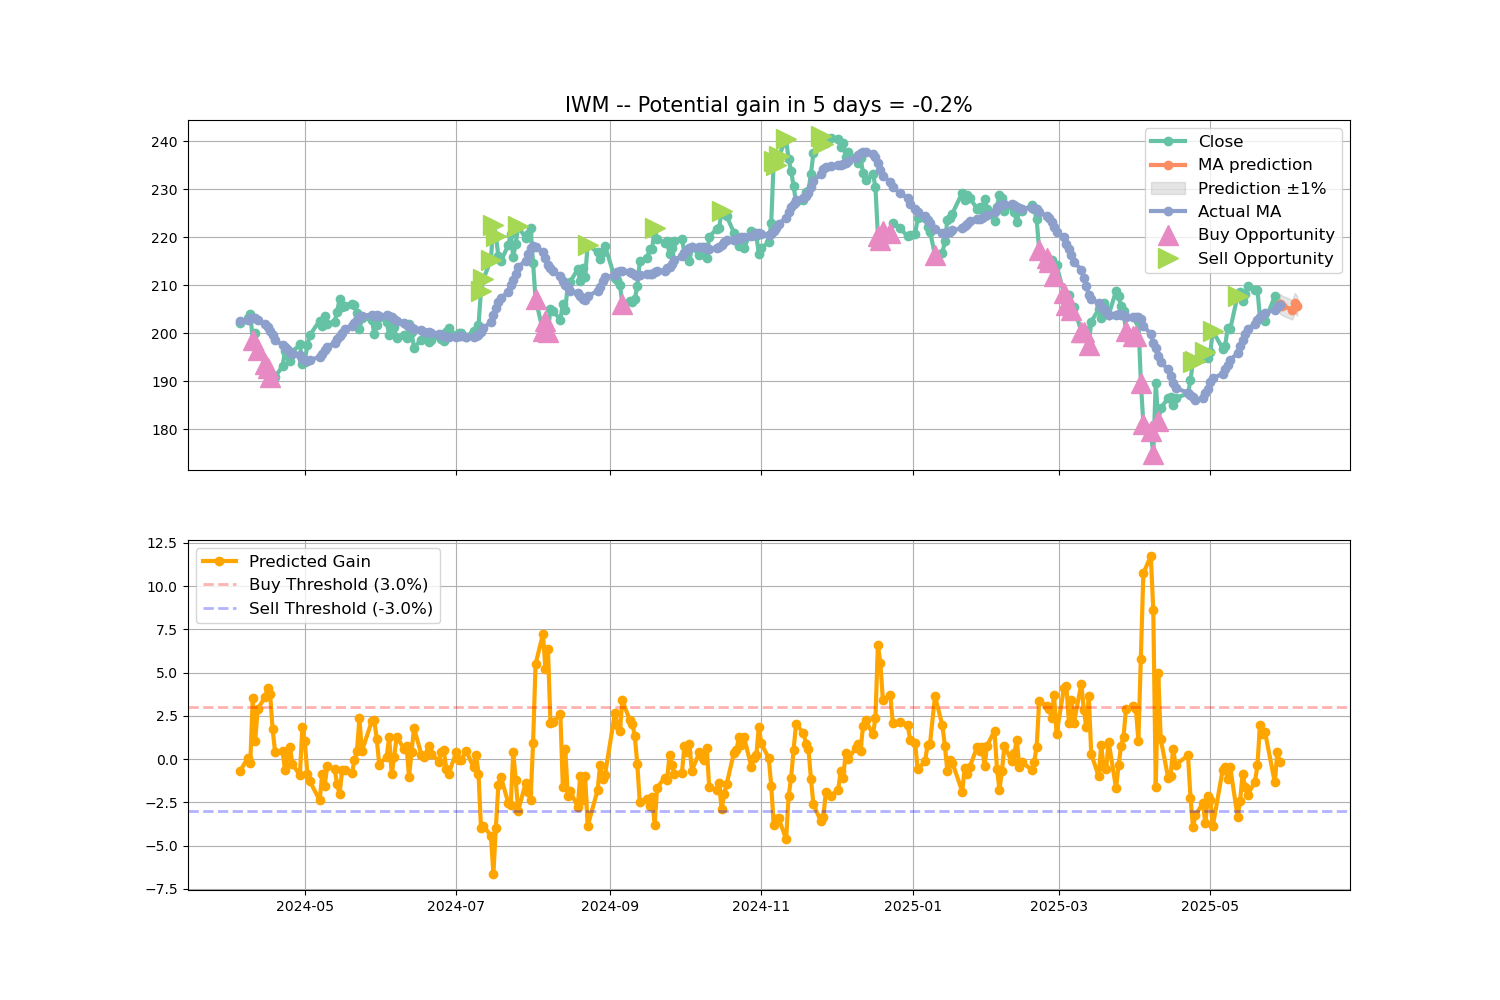 IWM -- Potential gain in 5 days = -0.2%
240
230
220
210
200
190
180
Close
MA prediction
Prediction ±1%
Actual MA
Buy Opportunity
Sell Opportunity
12.5
10.0
7.5
5.0
2.5
0.0
−2.5
−5.0
−7.5
Predicted Gain
Buy Threshold (3.0%)
Sell Threshold (-3.0%)
2024-05 2024-07 2024-09 2024-11 2025-01 2025-03 2025-05